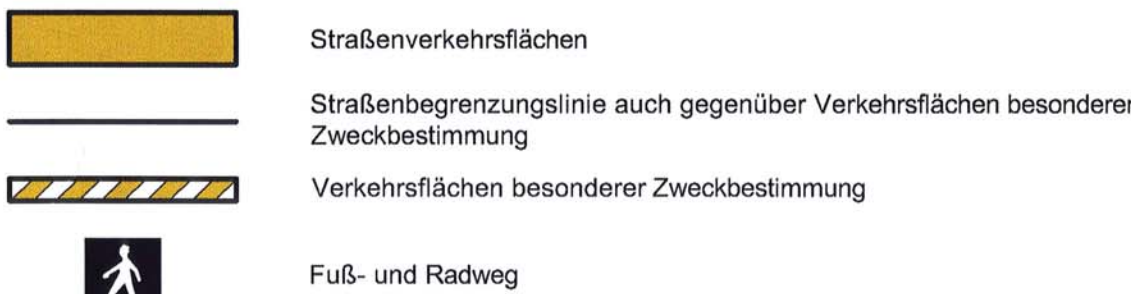 Straßenverkehrsflächen
Straßenbegrenzungslinie auch gegenüber Verkehrsflächen besonderer
Zweckbestimmung
Verkehrsflächen besonderer Zweckbestimmung
Fuß- und Radweg